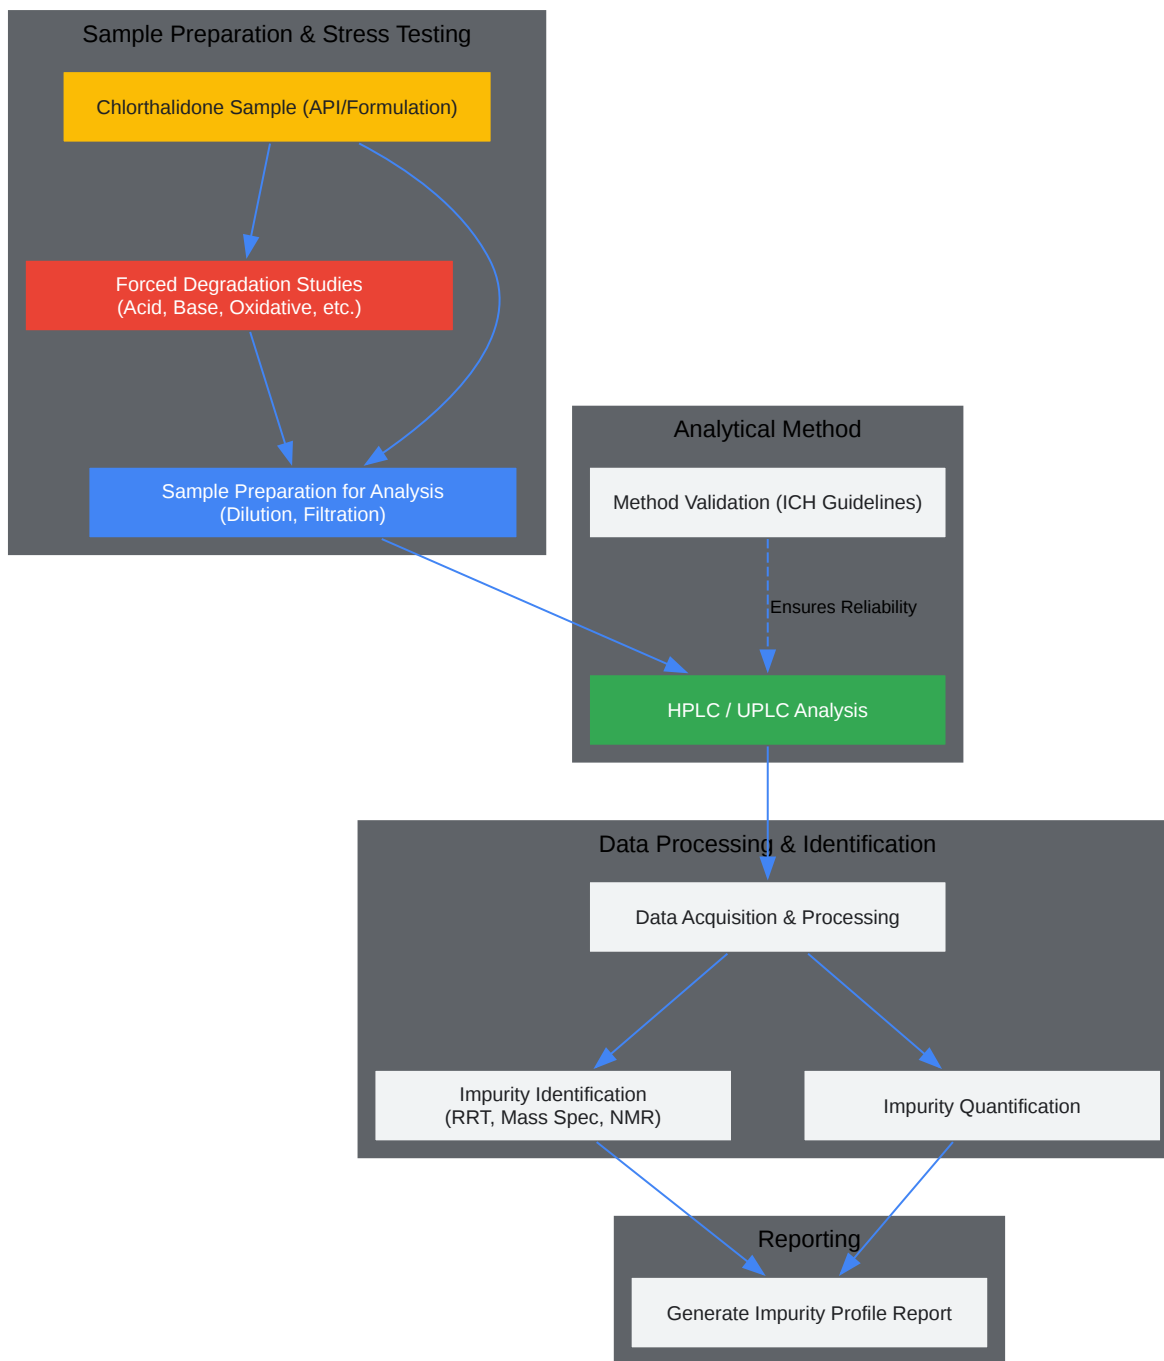 Sample Preparation & Stress Testing
Chlorthalidone Sample (API/Formulation)
Forced Degradation Studies
(Acid, Base, Oxidative, etc.)
Sample Preparation for Analysis
(Dilution, Filtration)
Analytical Method
Method Validation (ICH Guidelines)
Ensures Reliability
HPLC / UPLC Analysis
Data Processing & Identification
Data Acquisition & Processing
Impurity Identification
(RRT, Mass Spec, NMR)
Impurity Quantification
Reporting
Generate Impurity Profile Report